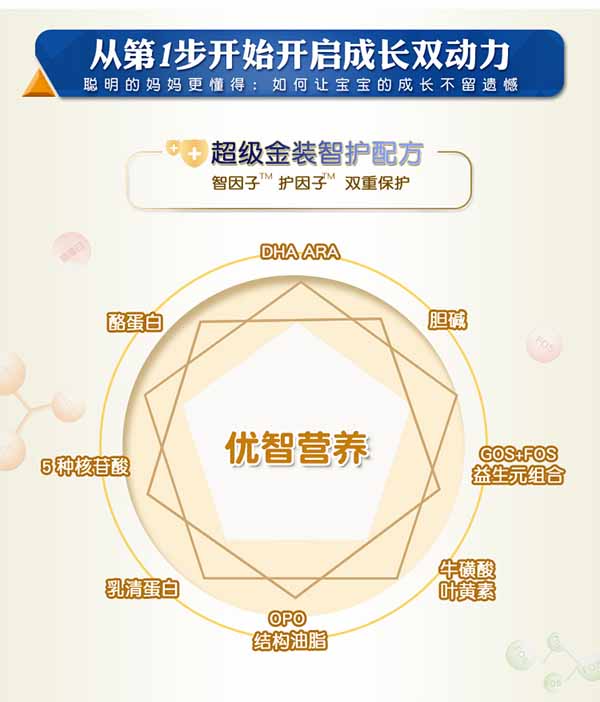 从第1步开始开启成长双动力
聪明的妈妈更懂得：如何让宝宝的成长不留遗憾
超级金装智护配方
智因子™ 护因子™ 双重保护
DHA ARA
酪蛋白
胆碱
FOS
优智营养
5种核苷酸
GOS+FOS
益生元组合
牛磺酸
叶黄素
乳清蛋白
OPO
结构油脂
FOS